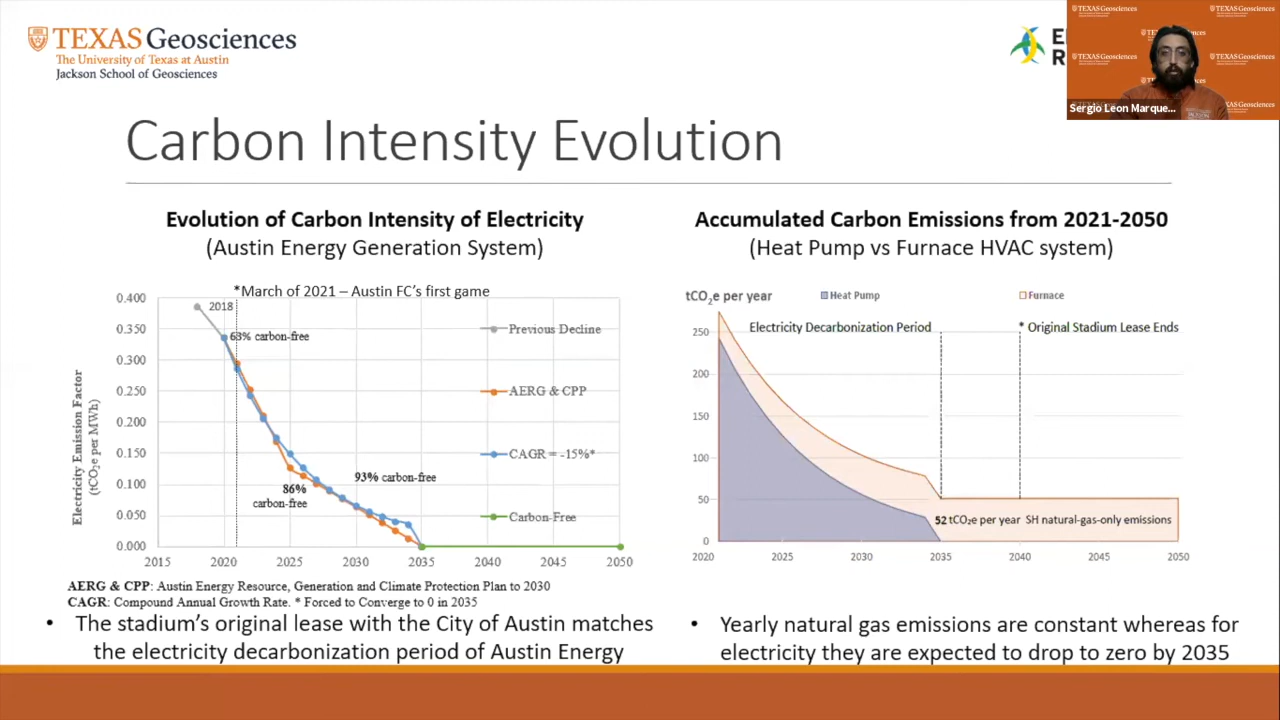 TEXAS Geosciences
The University of Texas at Austin
Jackson School of Geosciences
TEXAS Geosciences
TEXAS Geosciences
Sergio Leon Marque...
Carbon Intensity Evolution
Evolution of Carbon Intensity of Electricity
(Austin Energy Generation System)
*March of 2021 – Austin FC's first game
0.400
0.350
0.300
0.250
0.200
0.150
0.100
0.050
0.000
Electricity Emission Factor
(tCO₂e per MWh)
2018
63% carbon-free
86%
carbon-free
93% carbon-free
Previous Decline
AERG & CPP
CAGR = -15%*
Carbon-Free
2015 2020 2025 2030 2035 2040 2045 2050
AERG & CPP: Austin Energy Resource, Generation and Climate Protection Plan to 2030
CAGR: Compound Annual Growth Rate. * Forced to Converge to 0 in 2035
• The stadium's original lease with the City of Austin matches
the electricity decarbonization period of Austin Energy
Accumulated Carbon Emissions from 2021-2050
(Heat Pump vs Furnace HVAC system)
tCO₂e per year
Heat Pump
Furnace
Electricity Decarbonization Period
* Original Stadium Lease Ends
250
200
150
100
50
0
52 tCO₂e per year SH natural-gas-only emissions
2020 2025 2030 2035 2040 2045 2050
• Yearly natural gas emissions are constant whereas for
electricity they are expected to drop to zero by 2035